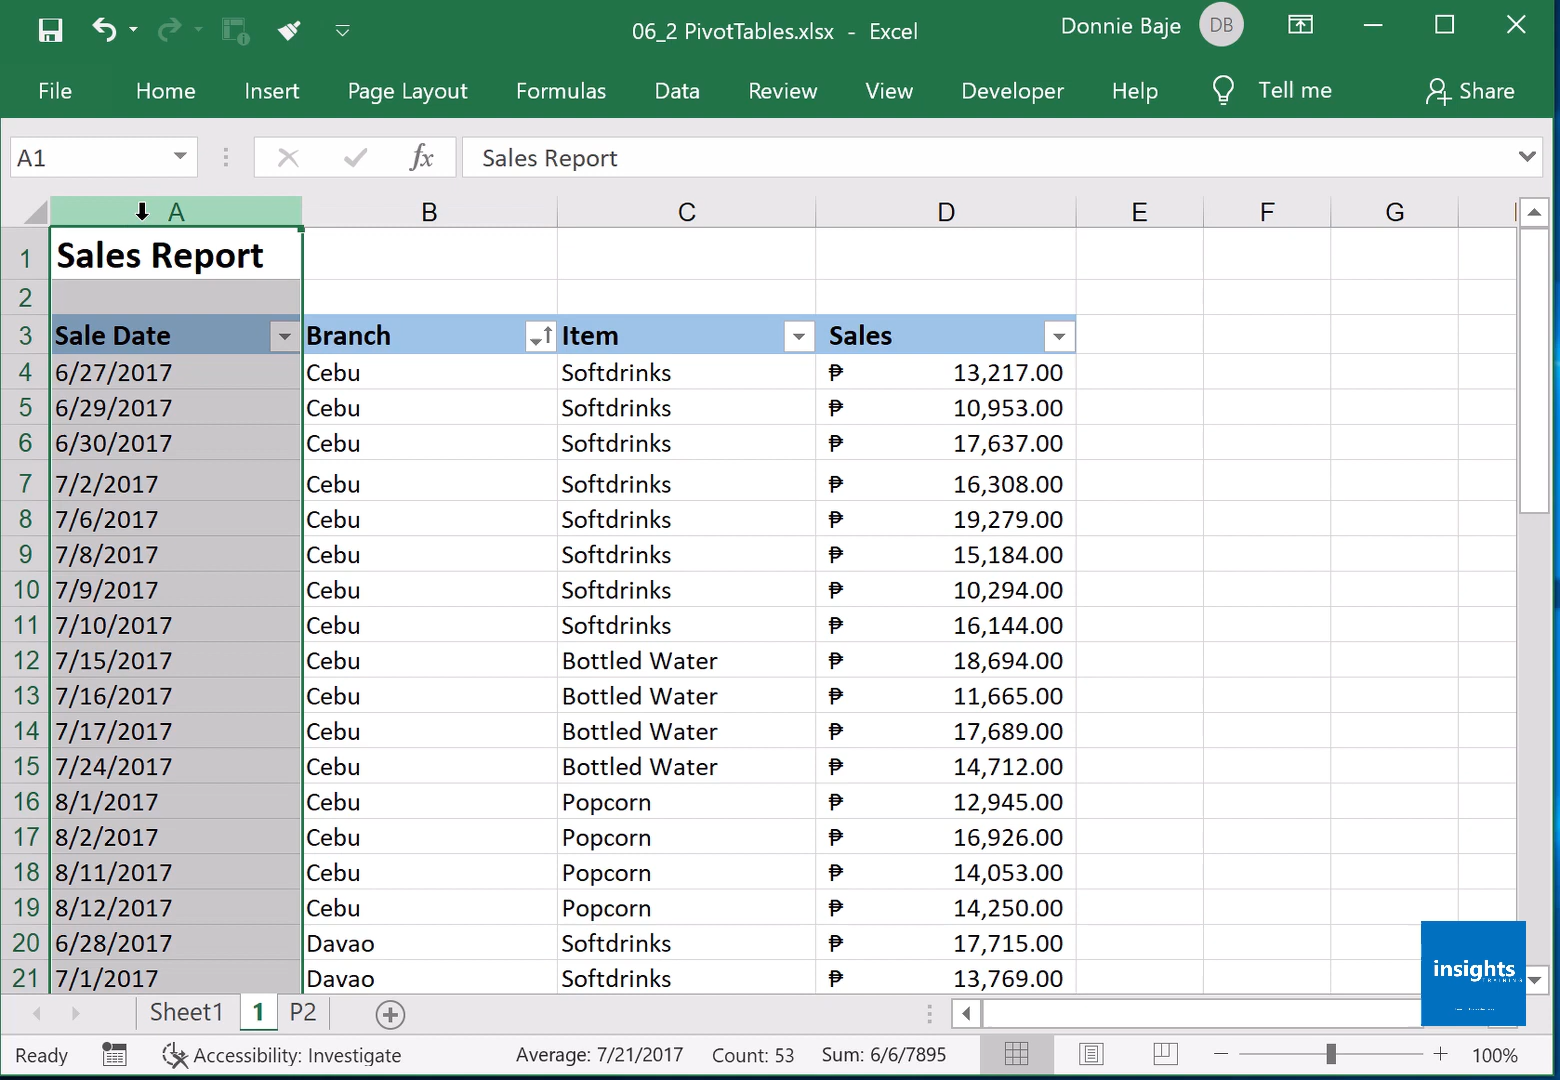 06_2 PivotTables.xlsx - Excel
Donnie Baje DB
File Home Insert Page Layout Formulas Data Review View Developer Help Tell me Share
A1 fx Sales Report
A B C D E F G
1 Sales Report
2
3 Sale Date Branch Item Sales
4 6/27/2017 Cebu Softdrinks ₱ 13,217.00
5 6/29/2017 Cebu Softdrinks ₱ 10,953.00
6 6/30/2017 Cebu Softdrinks ₱ 17,637.00
7 7/2/2017 Cebu Softdrinks ₱ 16,308.00
8 7/6/2017 Cebu Softdrinks ₱ 19,279.00
9 7/8/2017 Cebu Softdrinks ₱ 15,184.00
10 7/9/2017 Cebu Softdrinks ₱ 10,294.00
11 7/10/2017 Cebu Softdrinks ₱ 16,144.00
12 7/15/2017 Cebu Bottled Water ₱ 18,694.00
13 7/16/2017 Cebu Bottled Water ₱ 11,665.00
14 7/17/2017 Cebu Bottled Water ₱ 17,689.00
15 7/24/2017 Cebu Bottled Water ₱ 14,712.00
16 8/1/2017 Cebu Popcorn ₱ 12,945.00
17 8/2/2017 Cebu Popcorn ₱ 16,926.00
18 8/11/2017 Cebu Popcorn ₱ 14,053.00
19 8/12/2017 Cebu Popcorn ₱ 14,250.00
20 6/28/2017 Davao Softdrinks ₱ 17,715.00
21 7/1/2017 Davao Softdrinks ₱ 13,769.00
insights
Sheet1 1 P2
Ready Accessibility: Investigate Average: 7/21/2017 Count: 53 Sum: 6/6/7895 100%